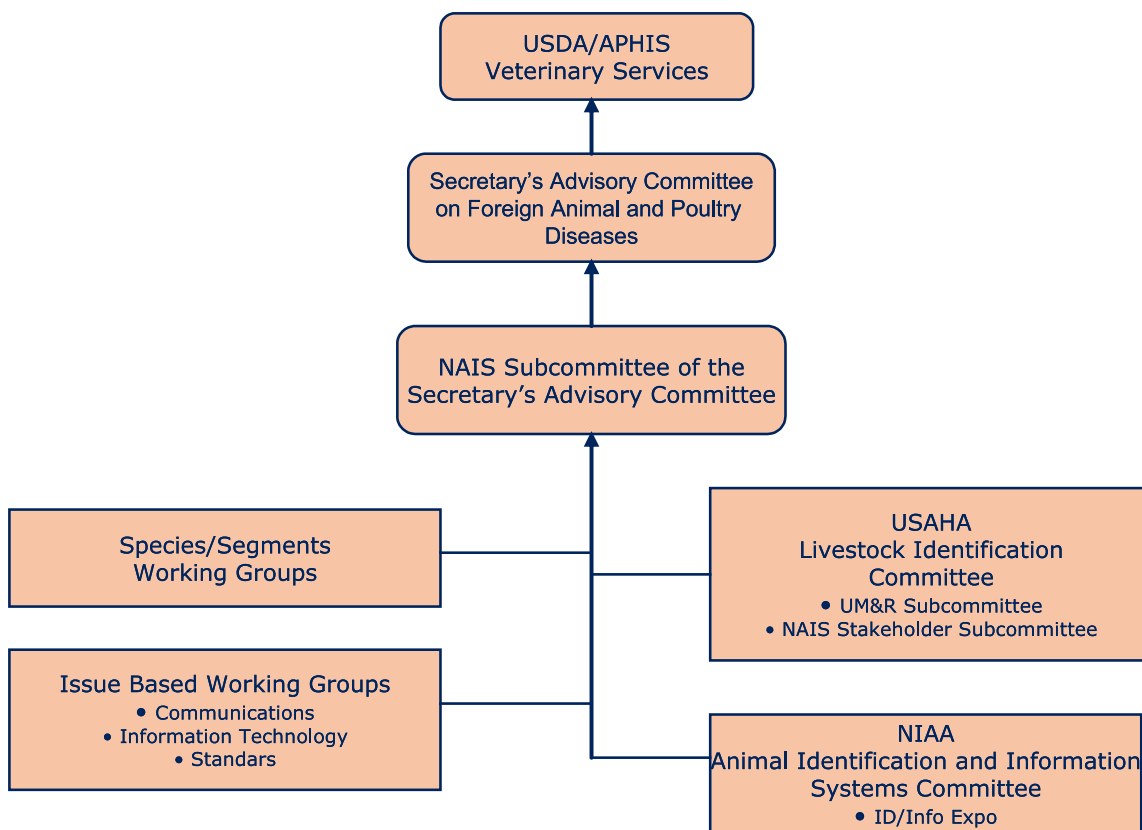 USDA/APHIS
Veterinary Services
Secretary’s Advisory Committee
on Foreign Animal and Poultry
Diseases
NAIS Subcommittee of the
Secretary’s Advisory Committee
Species/Segments
Working Groups
USAHA
Livestock Identification
Committee
• UM&R Subcommittee
• NAIS Stakeholder Subcommittee
Issue Based Working Groups
• Communications
• Information Technology
• Standars
NIAA
Animal Identification and Information
Systems Committee
• ID/Info Expo